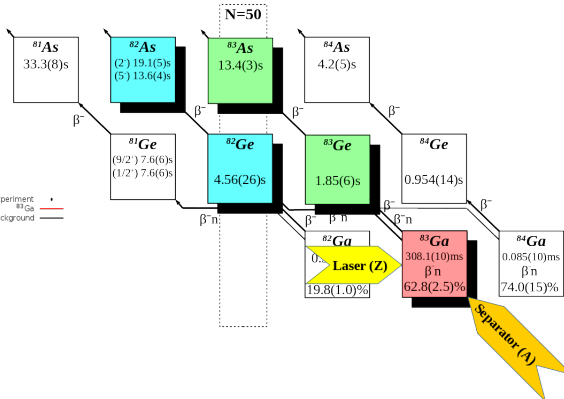 N=50
81As
33.3(8)s
82As
(2-) 19.1(5)s
(5-) 13.6(4)s
83As
13.4(3)s
84As
4.2(5)s
β-
β-
β-
β-
81Ge
(9/2+) 7.6(6)s
(1/2+) 7.6(6)s
82Ge
4.56(26)s
83Ge
1.85(6)s
84Ge
0.954(14)s
periment
83Ga
ckground
β-n
β-
β-n
β-
β-n
β-
82Ga
19.8(1.0)%
Laser (Z)
83Ga
308.1(10)ms
β-n
62.8(2.5)%
84Ga
0.085(10)ms
β-n
74.0(15)%
Separator (A)